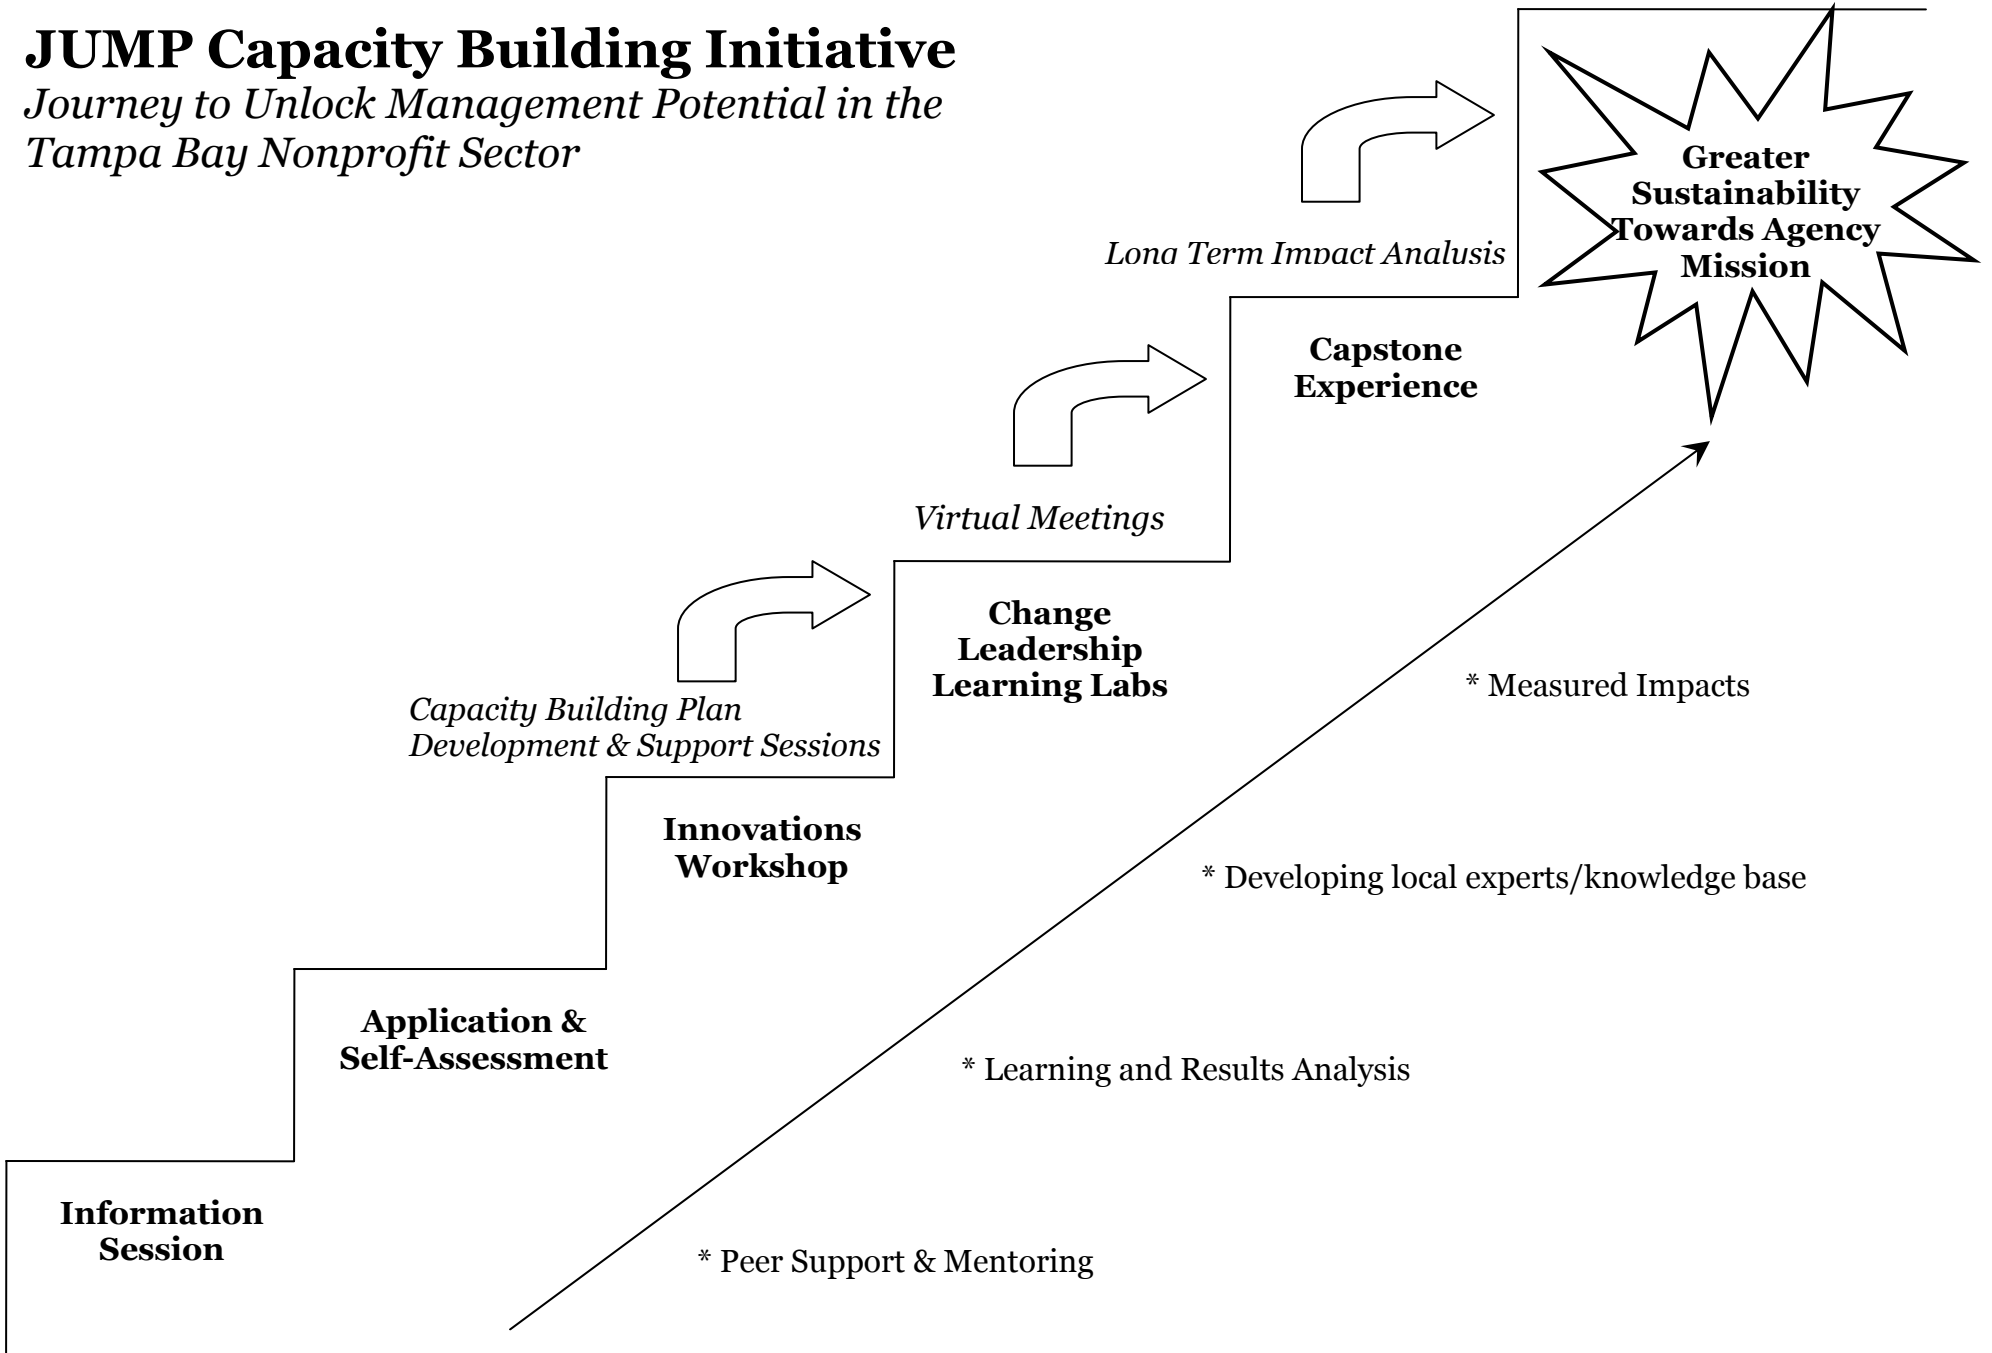 JUMP Capacity Building Initiative
Journey to Unlock Management Potential in the
Tampa Bay Nonprofit Sector
Greater
Sustainability
Towards Agency
Mission
Long Term Impact Analysis
Capstone
Experience
Virtual Meetings
Change
Leadership
Learning Labs
* Measured Impacts
Capacity Building Plan
Development & Support Sessions
Innovations
Workshop
* Developing local experts/knowledge base
Application &
Self-Assessment
* Learning and Results Analysis
Information
Session
* Peer Support & Mentoring